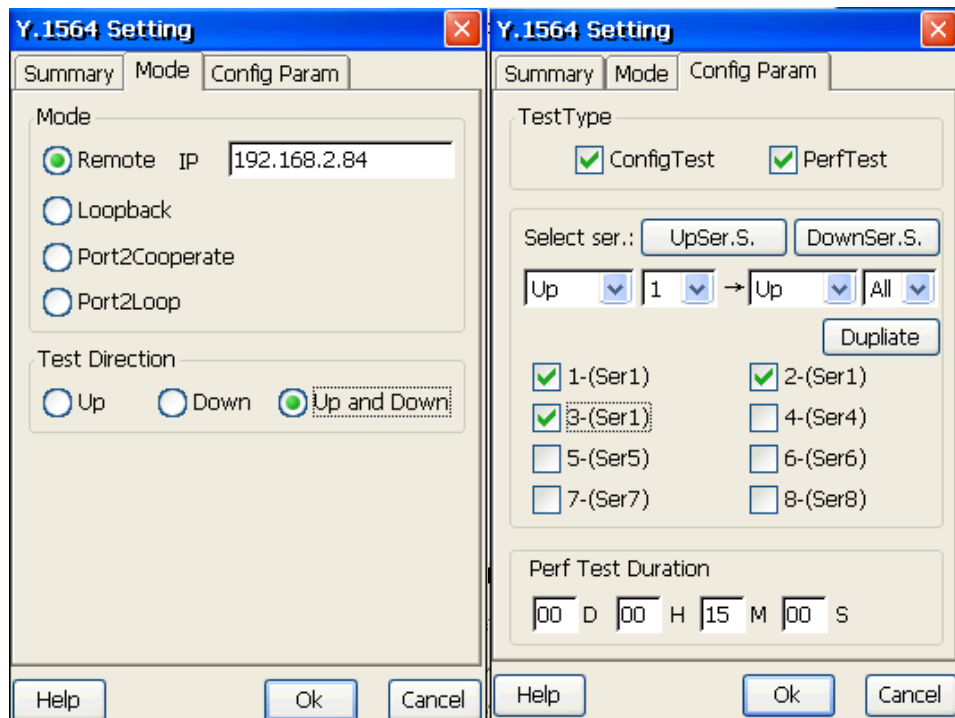 Y.1564 Setting
Summary Mode Config Param
Mode
Remote IP 192.168.2.84
Loopback
Port2Cooperate
Port2Loop
Test Direction
Up Down Up and Down
Help Ok Cancel
Y.1564 Setting
Summary Mode Config Param
TestType
ConfigTest PerfTest
Select ser.: UpSer.S. DownSer.S.
Up 1 → Up All
Dupliate
1-(Ser1) 2-(Ser1)
3-(Ser1) 4-(Ser4)
5-(Ser5) 6-(Ser6)
7-(Ser7) 8-(Ser8)
Perf Test Duration
00 D 00 H 15 M 00 S
Help Ok Cancel